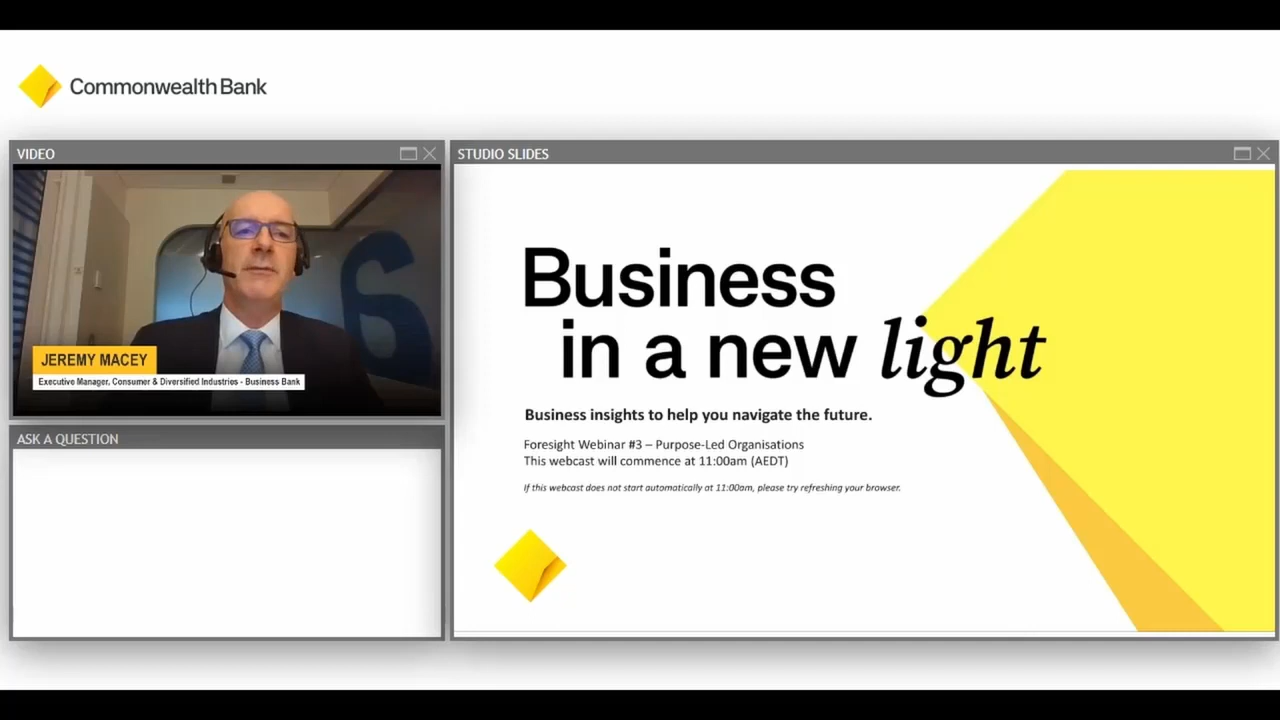 Commonwealth Bank
VIDEO
JEREMY MACEY
Executive Manager, Consumer & Diversified Industries - Business Bank
6
ASK A QUESTION
STUDIO SLIDES
Business
in a new light
Business insights to help you navigate the future.
Foresight Webinar #3 – Purpose-Led Organisations
This webcast will commence at 11:00am (AEDT)
If this webcast does not start automatically at 11:00am, please try refreshing your browser.